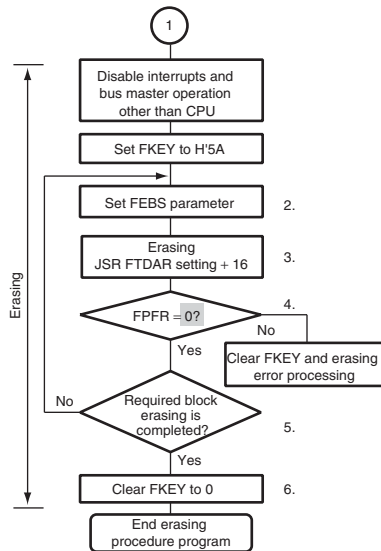 1
Disable interrupts and
bus master operation
other than CPU
Set FKEY to H'5A
Set FEBS parameter
2.
Erasing
JSR FTDAR setting + 16
3.
Erasing
FPFR = 0?
4.
No
Yes
Clear FKEY and erasing
error processing
No
Required block
erasing is
completed?
5.
Yes
Clear FKEY to 0
6.
End erasing
procedure program